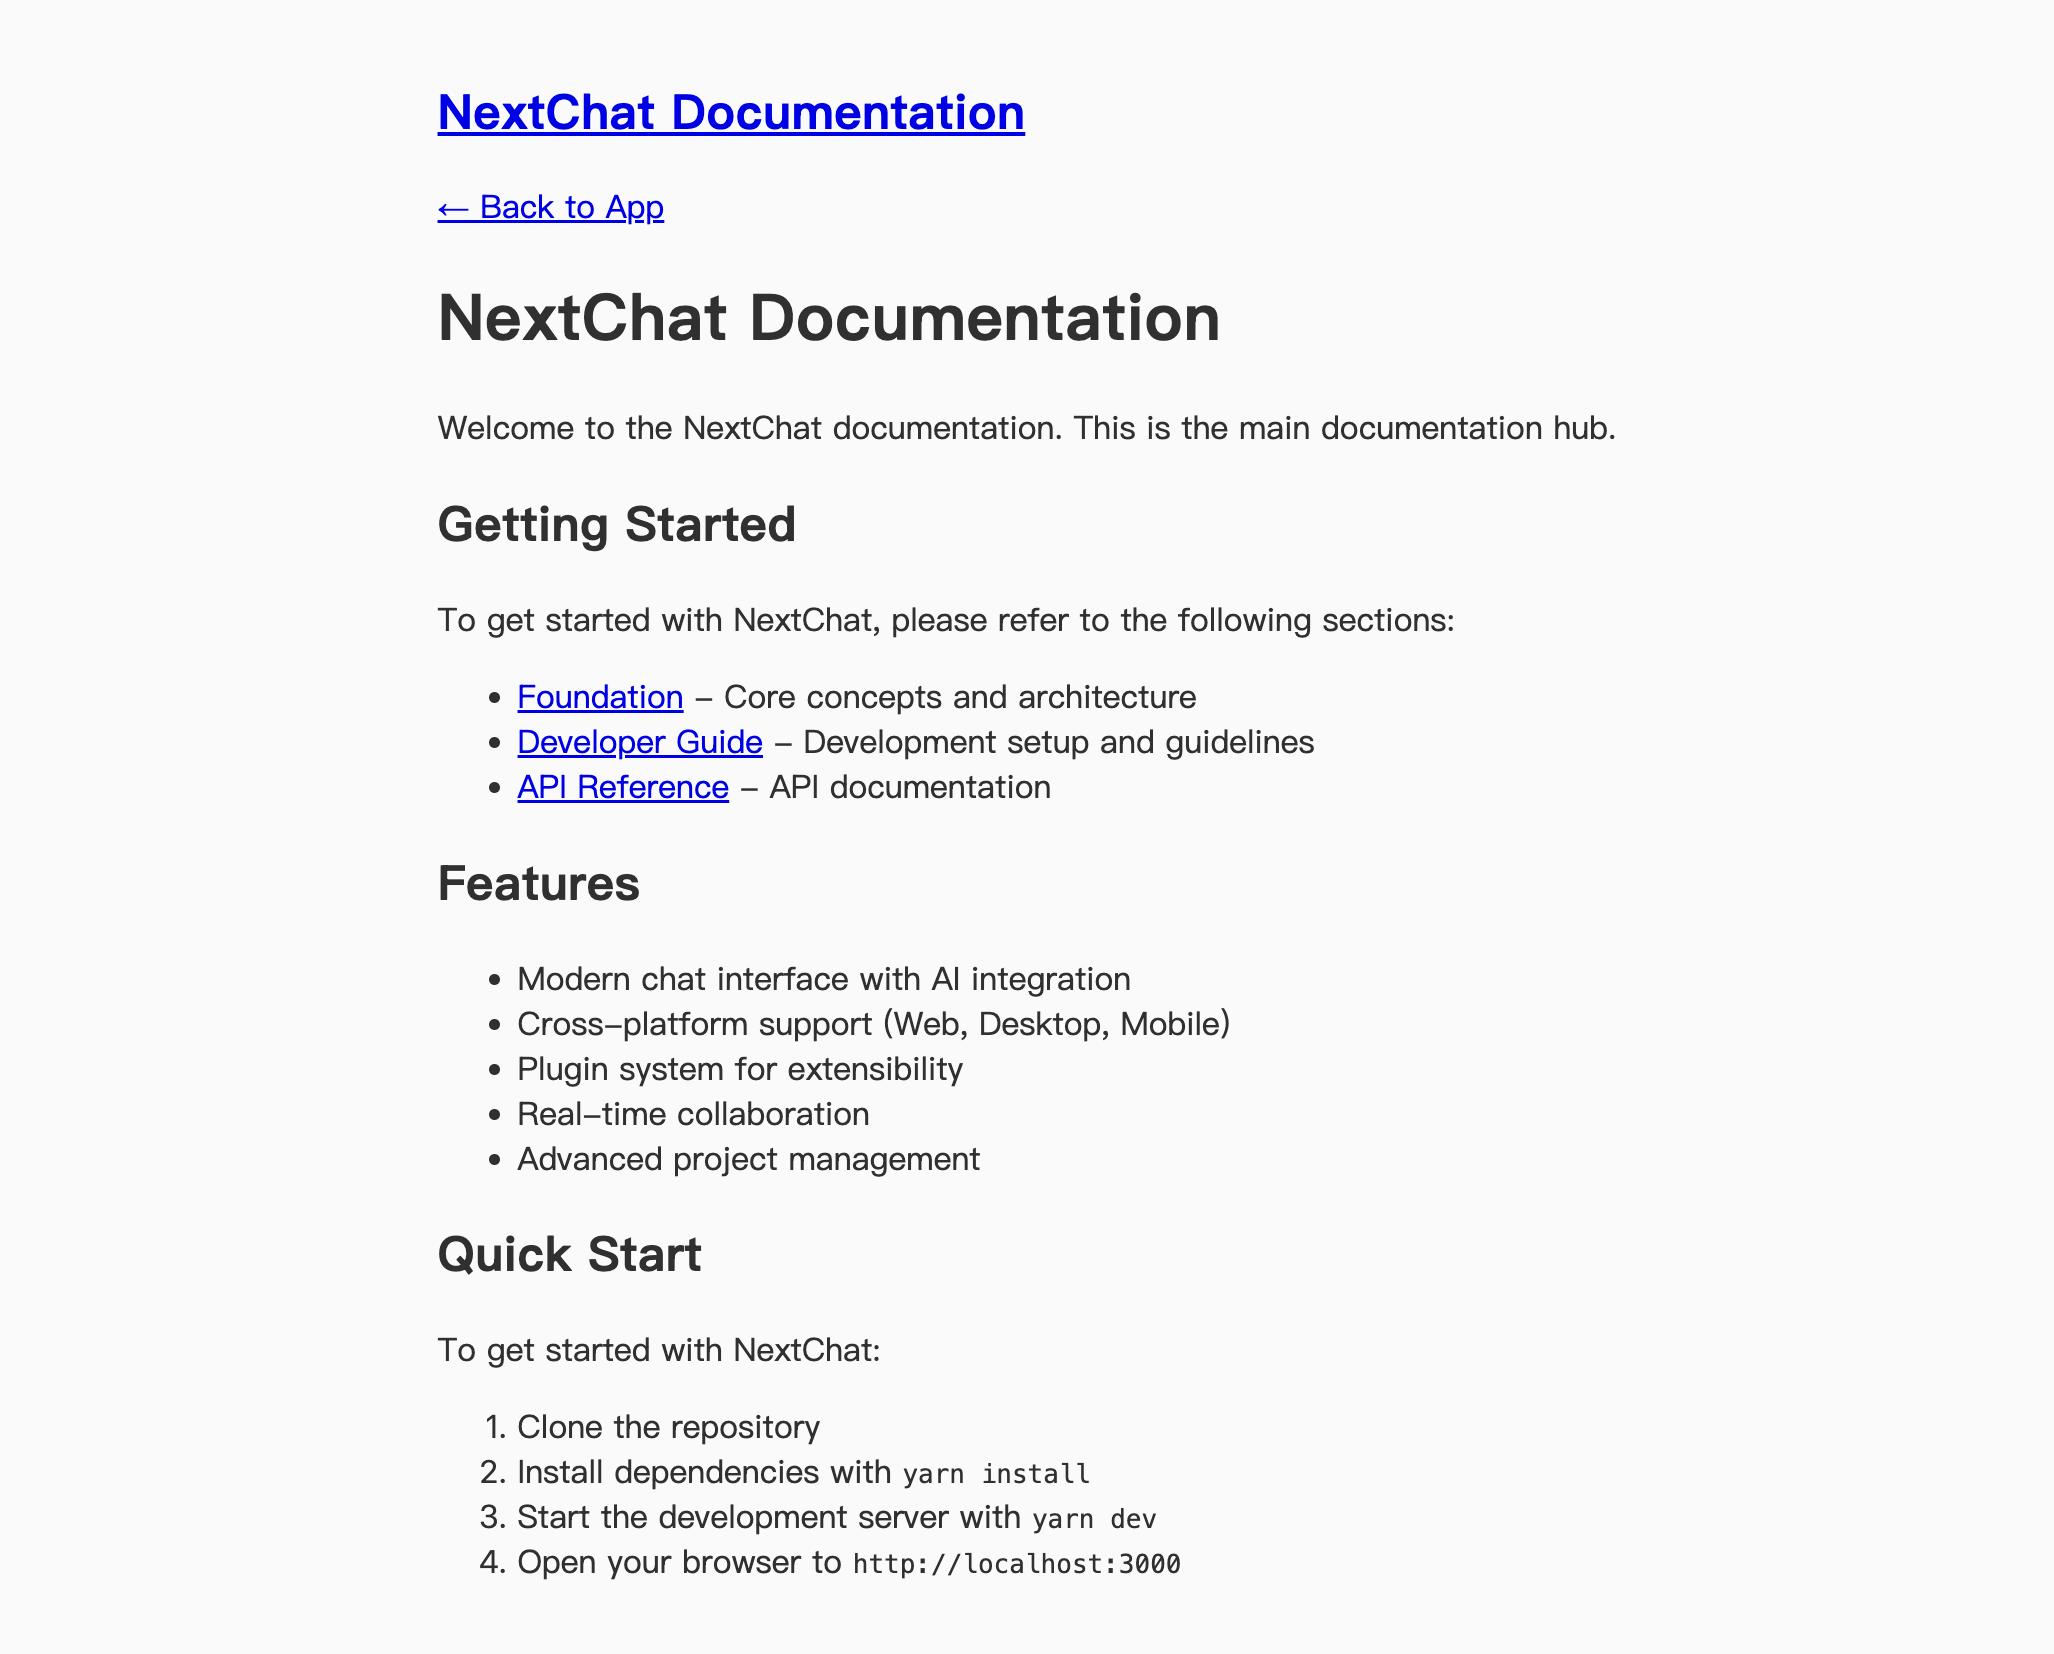 NextChat Documentation
← Back to App
NextChat Documentation
Welcome to the NextChat documentation. This is the main documentation hub.
Getting Started
To get started with NextChat, please refer to the following sections:
• Foundation – Core concepts and architecture
• Developer Guide – Development setup and guidelines
• API Reference – API documentation
Features
• Modern chat interface with AI integration
• Cross-platform support (Web, Desktop, Mobile)
• Plugin system for extensibility
• Real-time collaboration
• Advanced project management
Quick Start
To get started with NextChat:
1. Clone the repository
2. Install dependencies with yarn install
3. Start the development server with yarn dev
4. Open your browser to http://localhost:3000